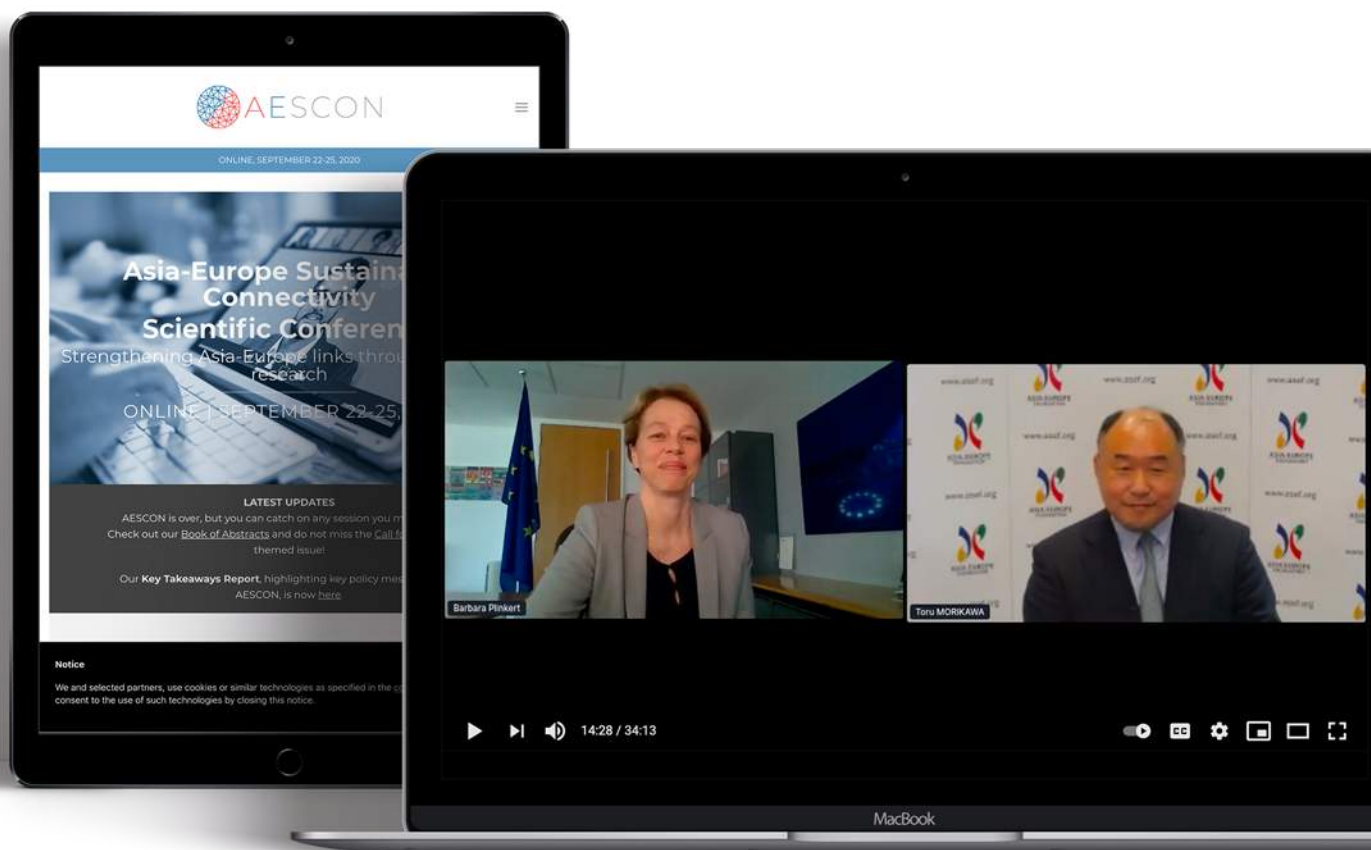 AESCON
ONLINE, SEPTEMBER 22-25, 2020
Asia-Europe Sustaina
Connectivity
Scientific Conferen
Strengthening Asia-Europe links throu
research
ONLINE | SEPTEMBER 22-25,
LATEST UPDATES
AESCON is over, but you can catch on any session you m
Check out our Book of Abstracts and do not miss the Call fo
themed issue!
Our Key Takeaways Report, highlighting key policy mes
AESCON, is now here
Notice
We and selected partners, use cookies or similar technologies as specified in the
consent to the use of such technologies by closing this notice.
www.asef.org
ASIA-EUROPE
FOUNDATION
Barbara Plinkert
Toru MORIKAWA
14:28 / 34:13
CC
MacBook